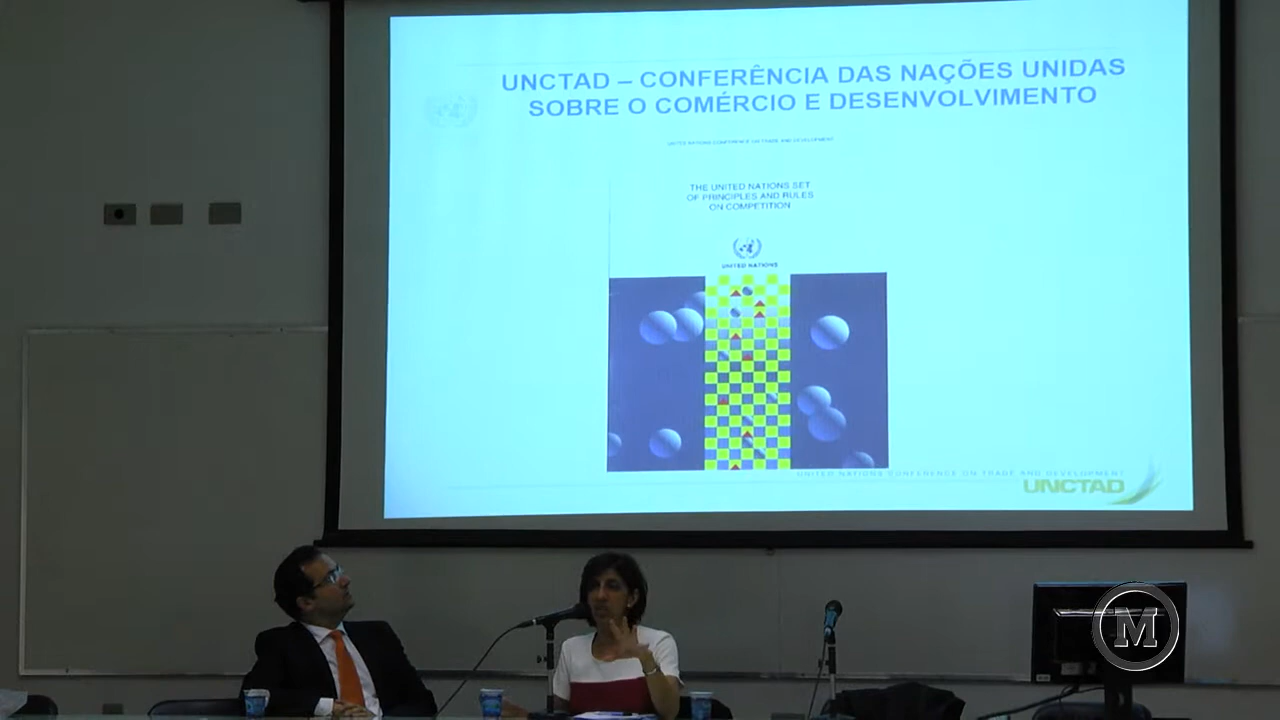 UNCTAD – CONFERÊNCIA DAS NAÇÕES UNIDAS
SOBRE O COMÉRCIO E DESENVOLVIMENTO
UNITED NATIONS CONFERENCE ON TRADE AND DEVELOPMENT
THE UNITED NATIONS SET
OF PRINCIPLES AND RULES
ON COMPETITION
UNITED NATIONS
UNITED NATIONS CONFERENCE ON TRADE AND DEVELOPMENT
UNCTAD
M